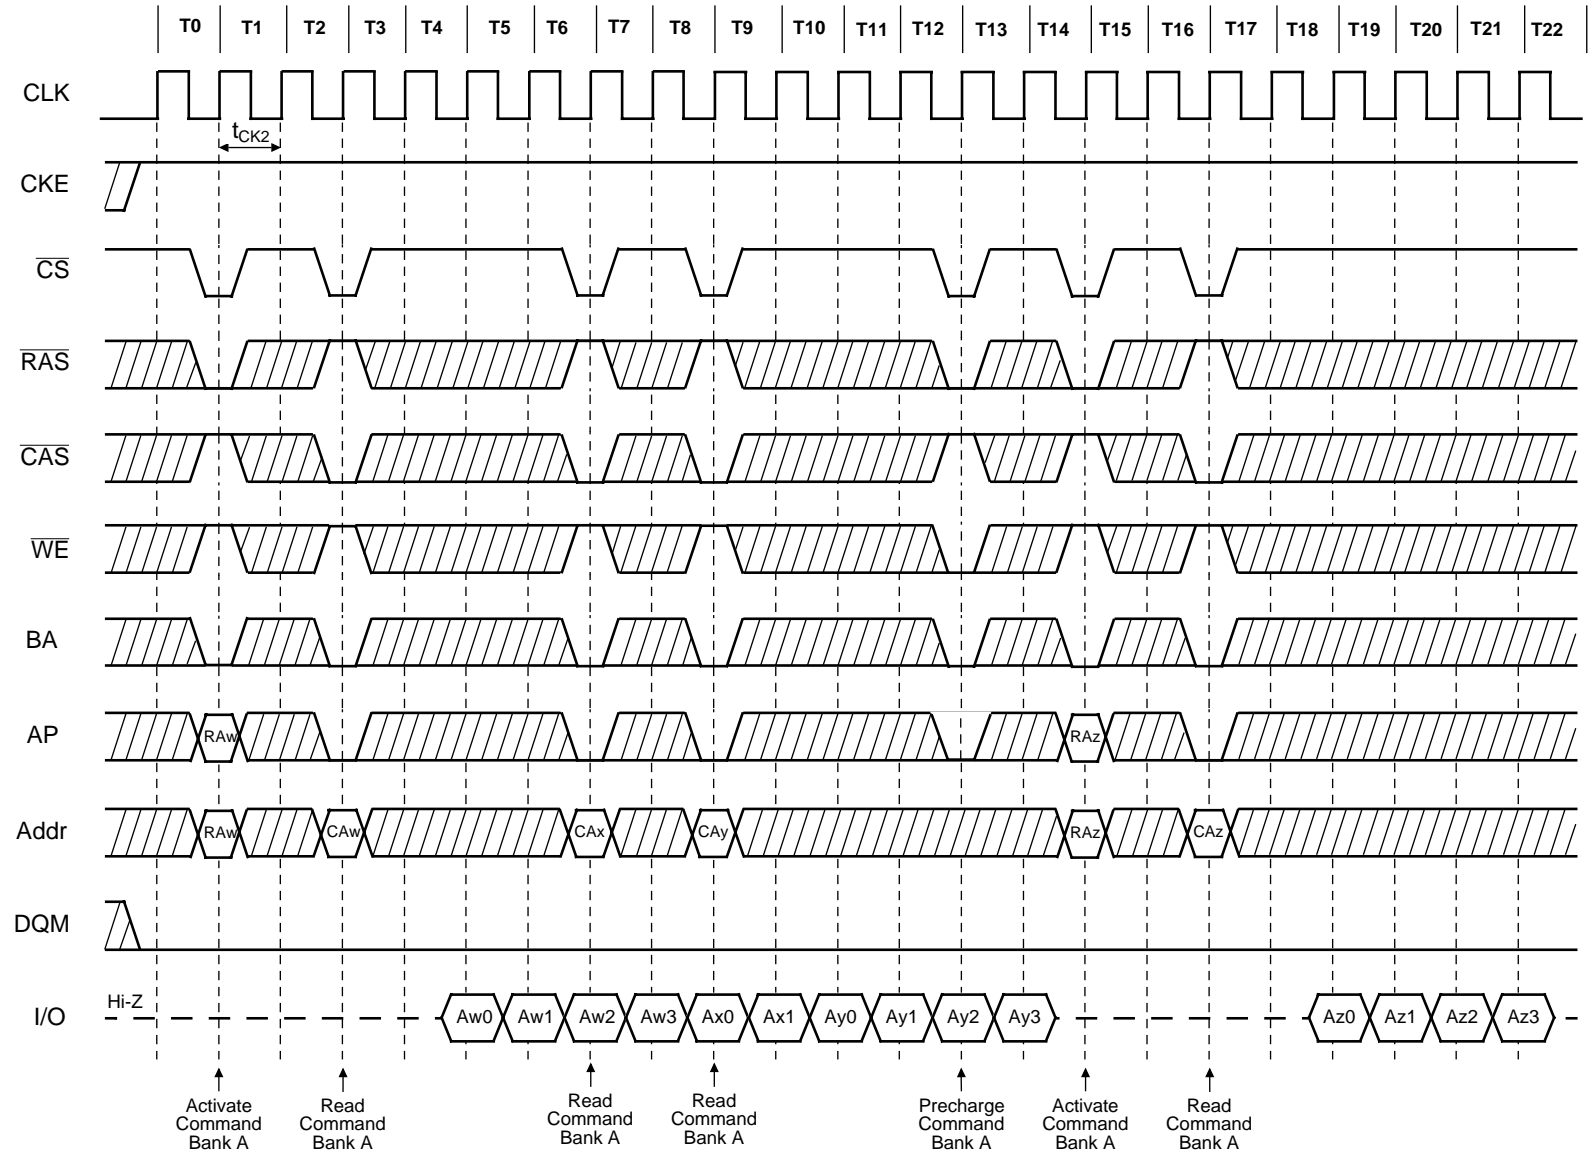 T0 T1 T2 T3 T4 T5 T6 T7 T8 T9 T10 T11 T12 T13 T14 T15 T16 T17 T18 T19 T20 T21 T22
CLK
tCK2
CKE
CS
RAS
CAS
WE
BA
AP RAw RAz
Addr RAw CAw CAx CAy RAz CAz
DQM
Hi-Z
I/O Aw0 Aw1 Aw2 Aw3 Ax0 Ax1 Ay0 Ay1 Ay2 Ay3 Az0 Az1 Az2 Az3
Activate
Command
Bank A
Read
Command
Bank A
Read
Command
Bank A
Read
Command
Bank A
Precharge
Command
Bank A
Activate
Command
Bank A
Read
Command
Bank A